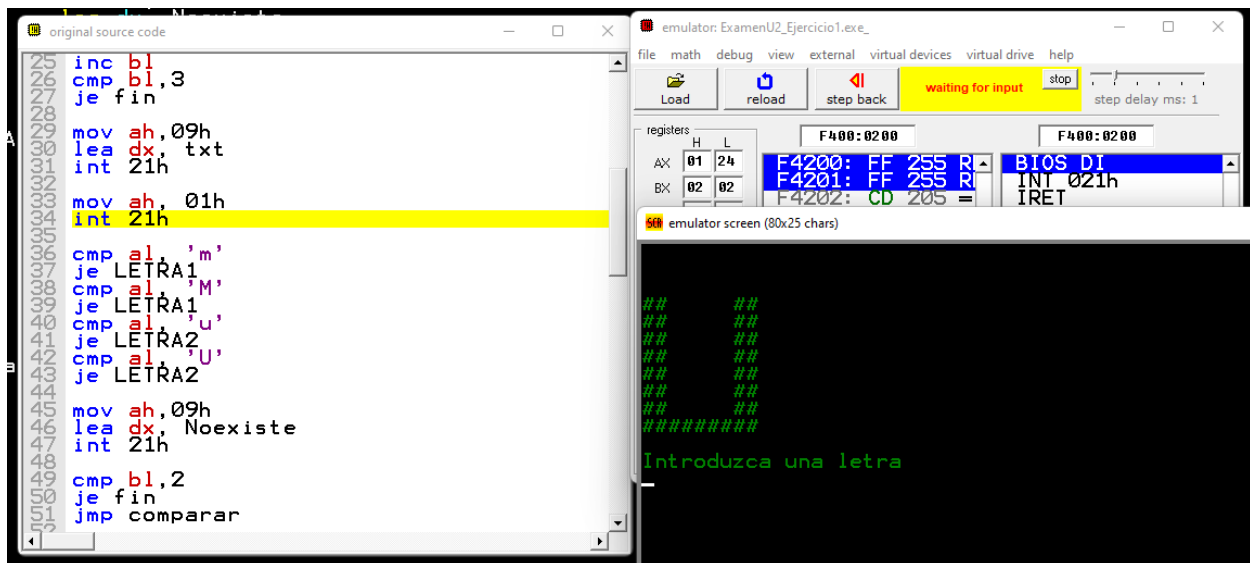 lea dx, Noexiste
original source code
25 inc bl
26 cmp bl,3
27 je fin
28
29 mov ah,09h
30 lea dx, txt
31 int 21h
32
33 mov ah, 01h
34 int 21h
35
36 cmp al, 'm'
37 je LETRA1
38 cmp al, 'M'
39 je LETRA1
40 cmp al, 'u'
41 je LETRA2
42 cmp al, 'U'
43 je LETRA2
44
45 mov ah,09h
46 lea dx, Noexiste
47 int 21h
48
49 cmp bl,2
50 je fin
51 jmp comparar
52
emulator: ExamenU2_Ejercicio1.exe_
file math debug view external virtual devices virtual drive help
Load reload step back waiting for input stop step delay ms: 1
registers F400:0200 F400:0200
H L
AX 01 24
BX 02 02
F4200: FF 255 R
F4201: FF 255 R
F4202: CD 205 =
BIOS DI
INT 021h
IRET
SCR emulator screen (80x25 chars)
## ##
## ##
## ##
## ##
## ##
## ##
## ##
#########
Introduzca una letra